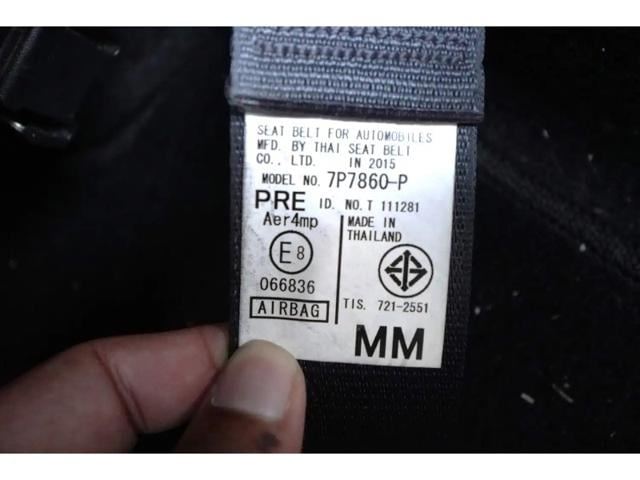 SEAT BELT FOR AUTOMOBILES
MFD. BY THAI SEAT BELT
CO., LTD. IN 2015
MODEL NO. 7P7860-P
PRE ID. NO. T 111281
Aer4mp
E8
066836
AIRBAG
MADE IN
THAILAND
TIS. 721-2551
MM